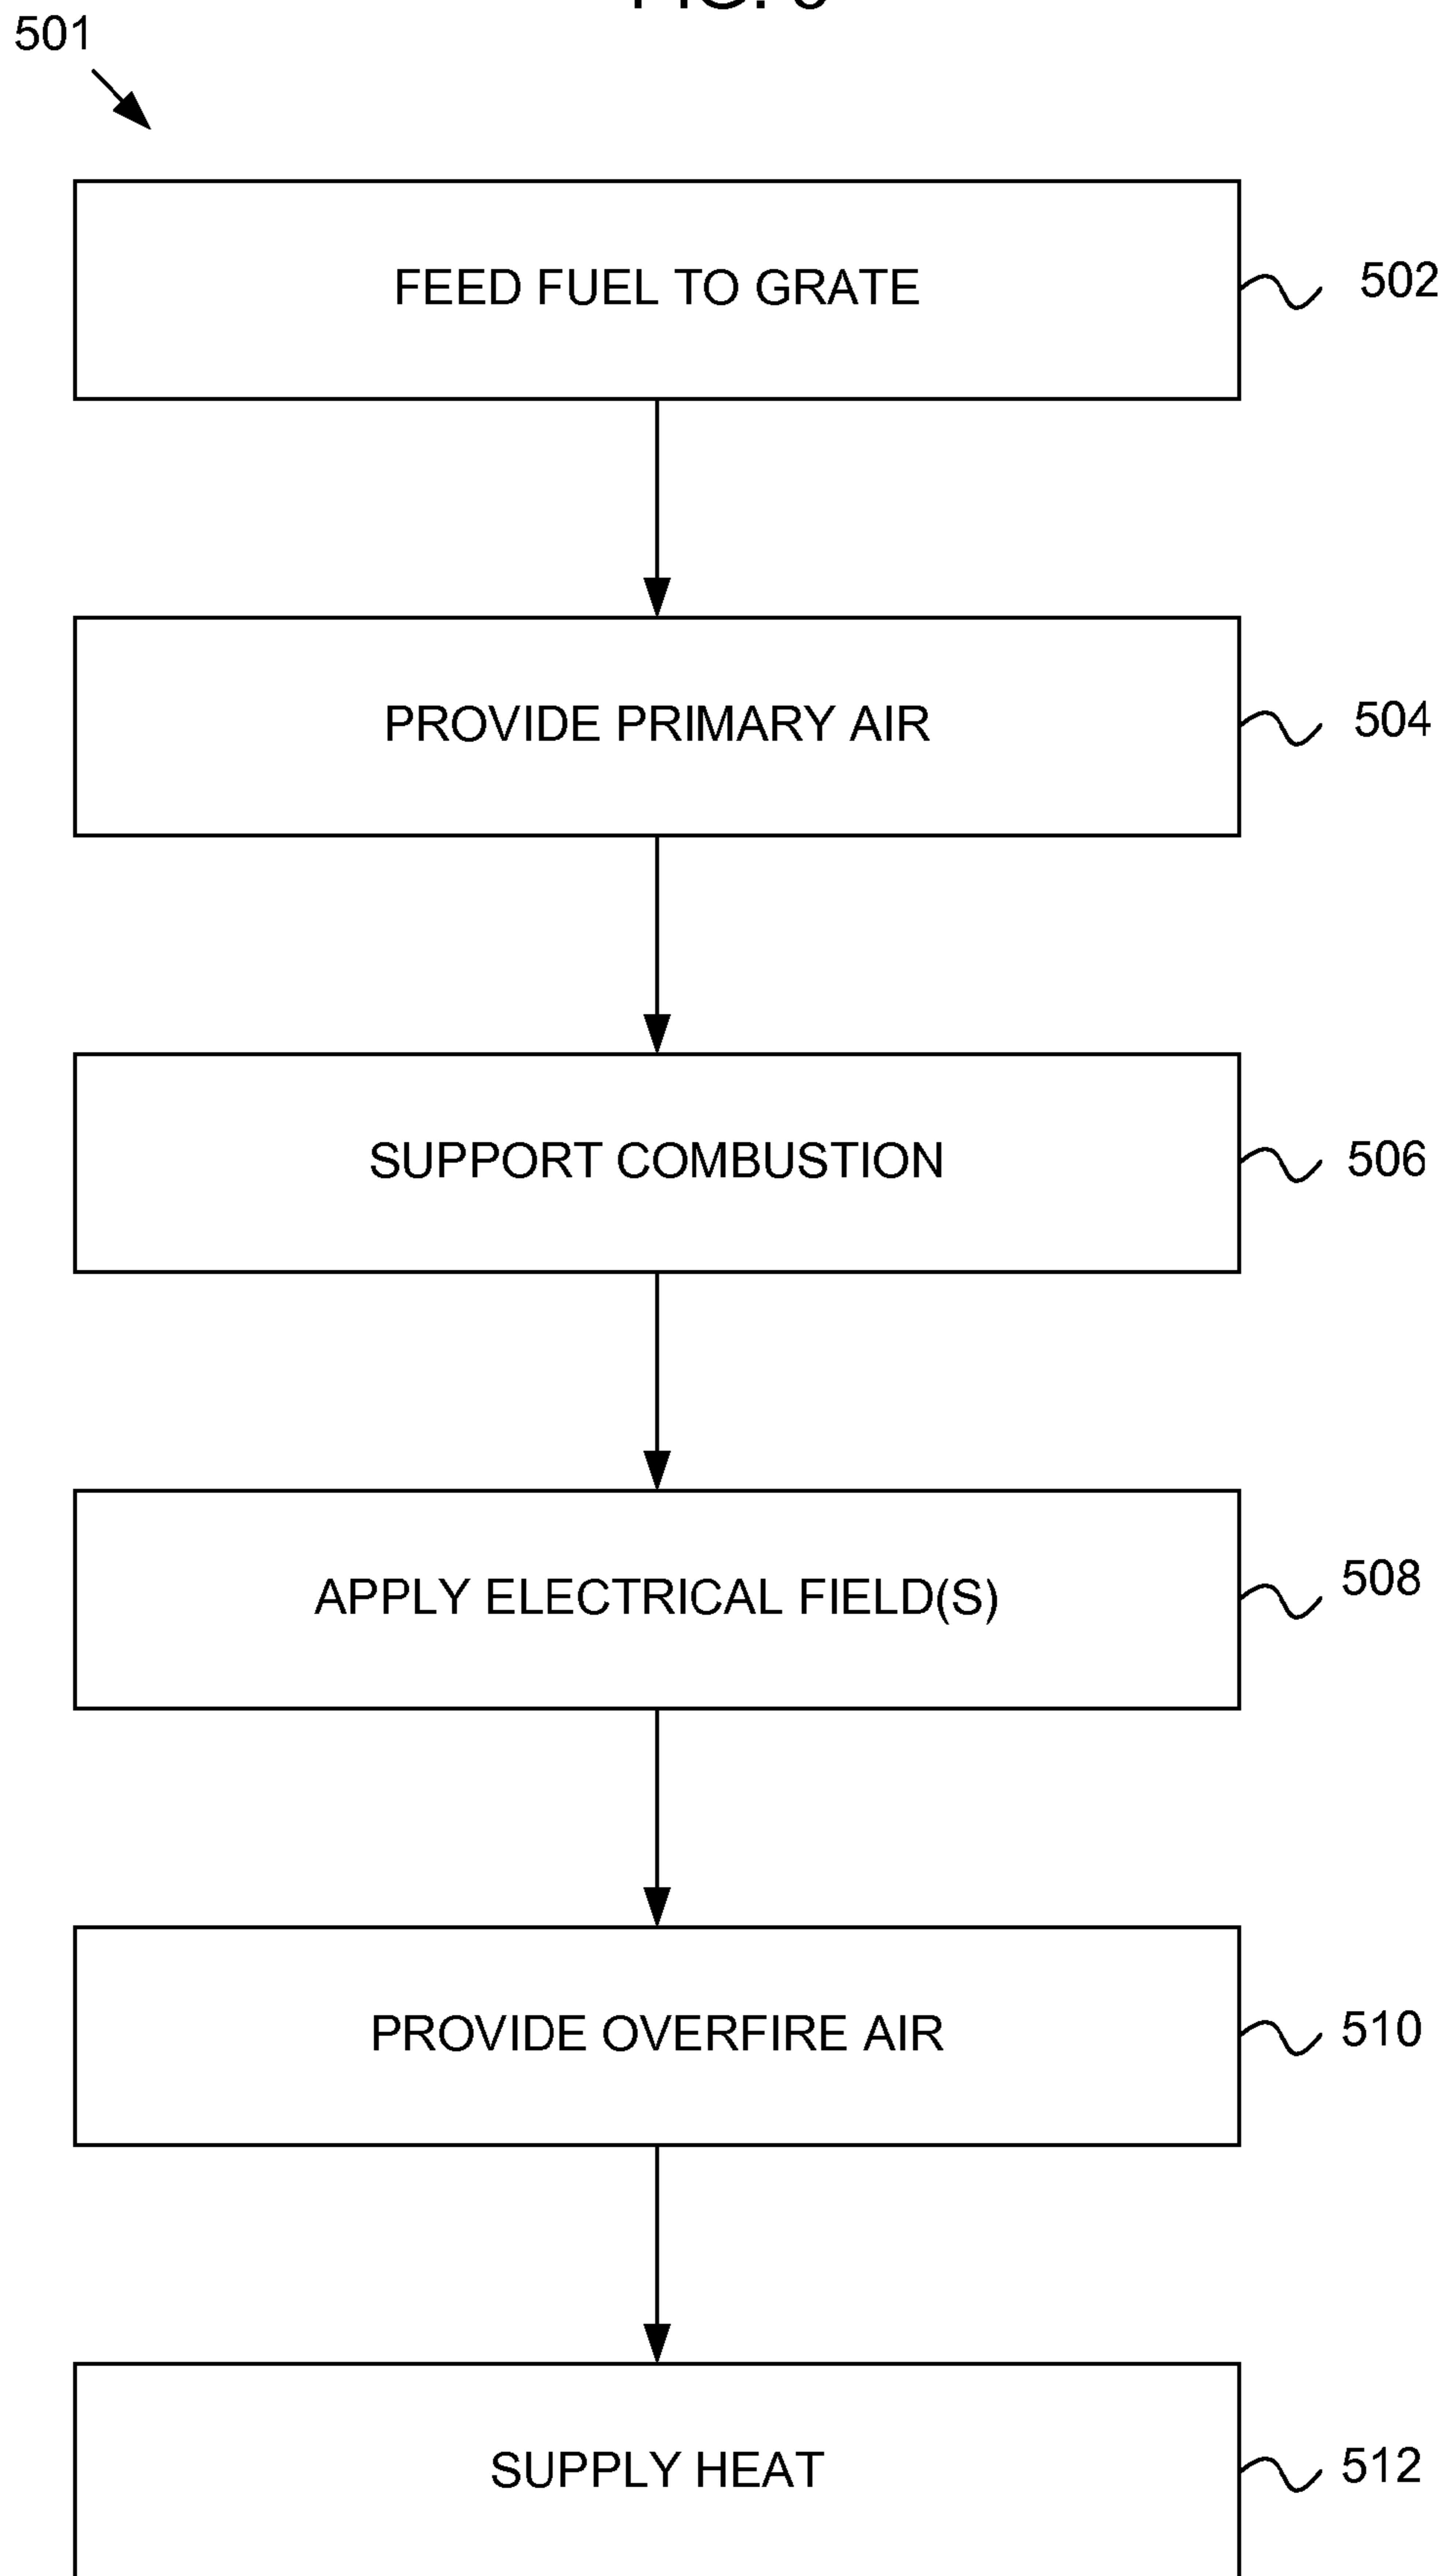 501
FEED FUEL TO GRATE
502
PROVIDE PRIMARY AIR
504
SUPPORT COMBUSTION
506
APPLY ELECTRICAL FIELD(S)
508
PROVIDE OVERFIRE AIR
510
SUPPLY HEAT
512